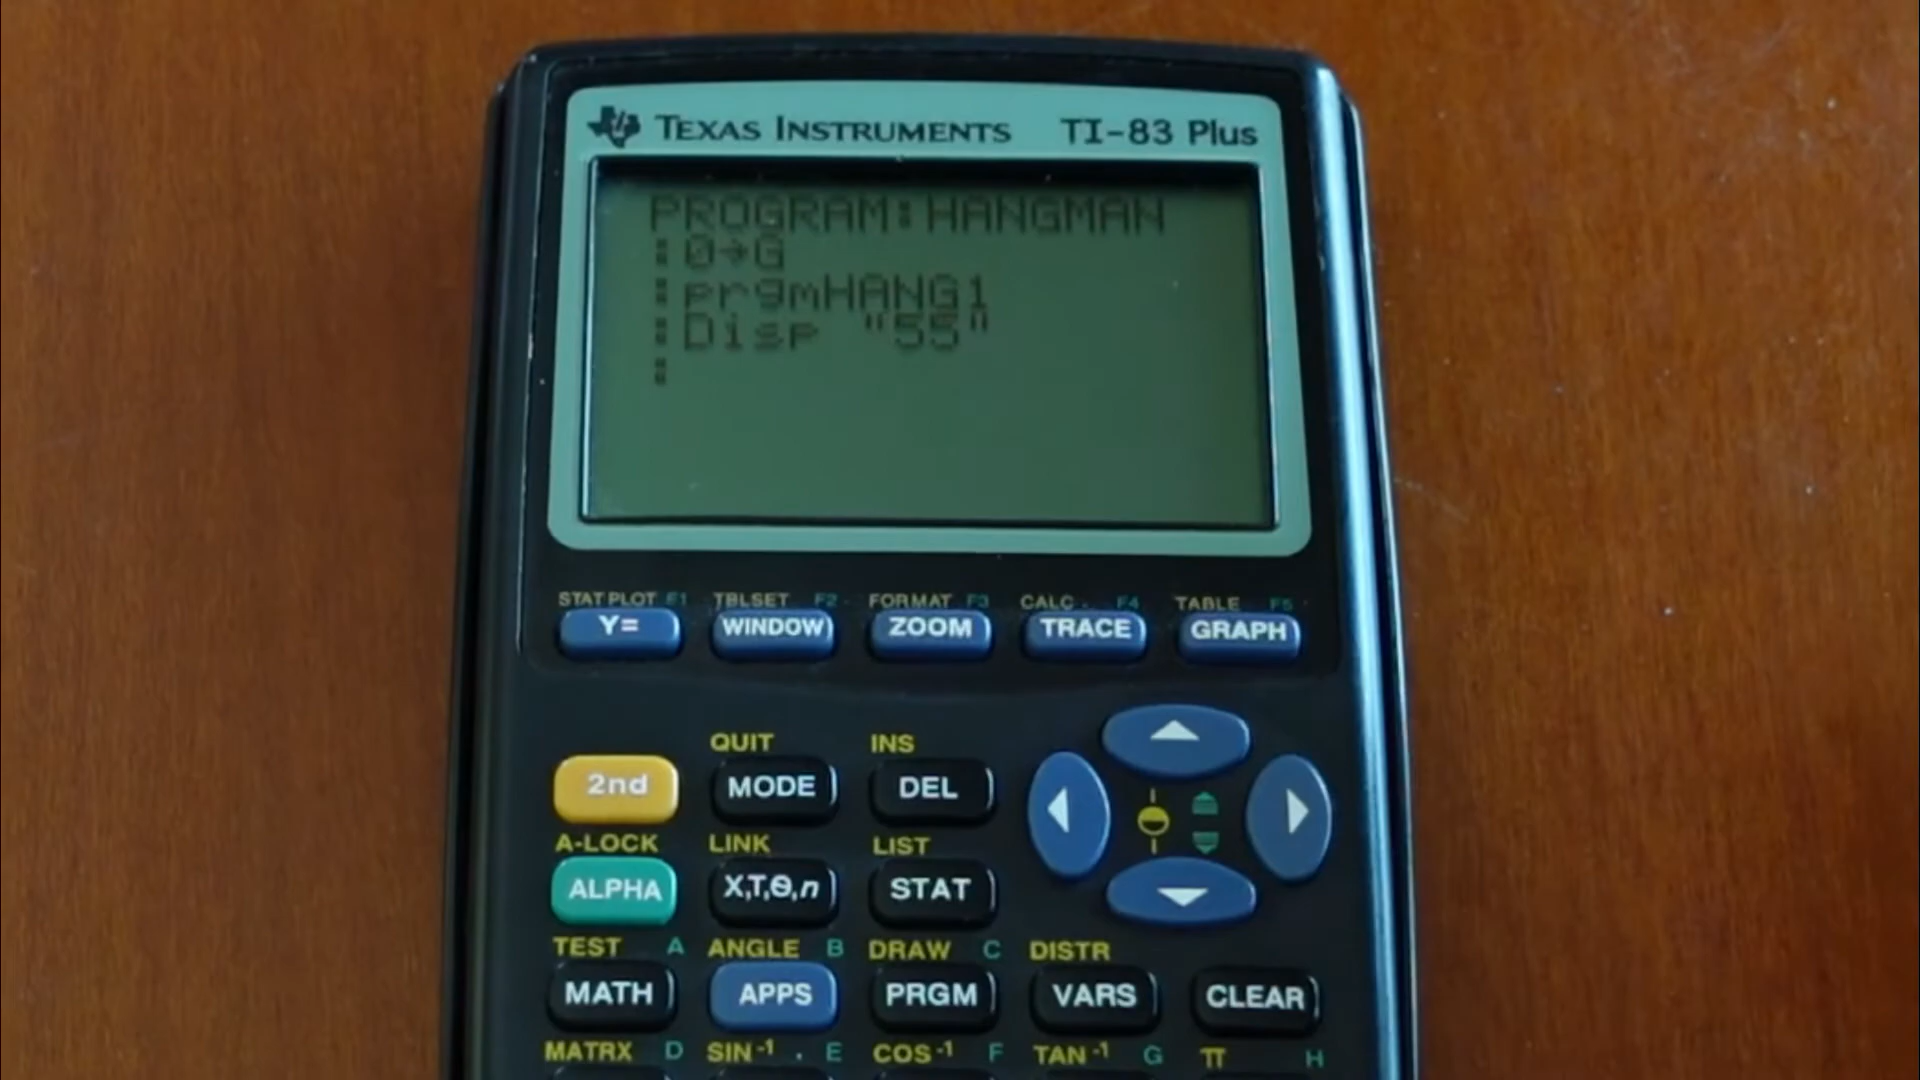 TEXAS INSTRUMENTS TI-83 Plus
PROGRAM:HANGMAN
:0→G
:prgmHANG1
:Disp "55"
:
STAT PLOT F1 TBLSET F2 FORMAT F3 CALC F4 TABLE F5
Y= WINDOW ZOOM TRACE GRAPH
QUIT INS
2nd MODE DEL
A-LOCK LINK LIST
ALPHA X,T,Θ,n STAT
TEST A ANGLE B DRAW C DISTR
MATH APPS PRGM VARS CLEAR
MATRX D SIN⁻¹ E COS⁻¹ F TAN⁻¹ G π H